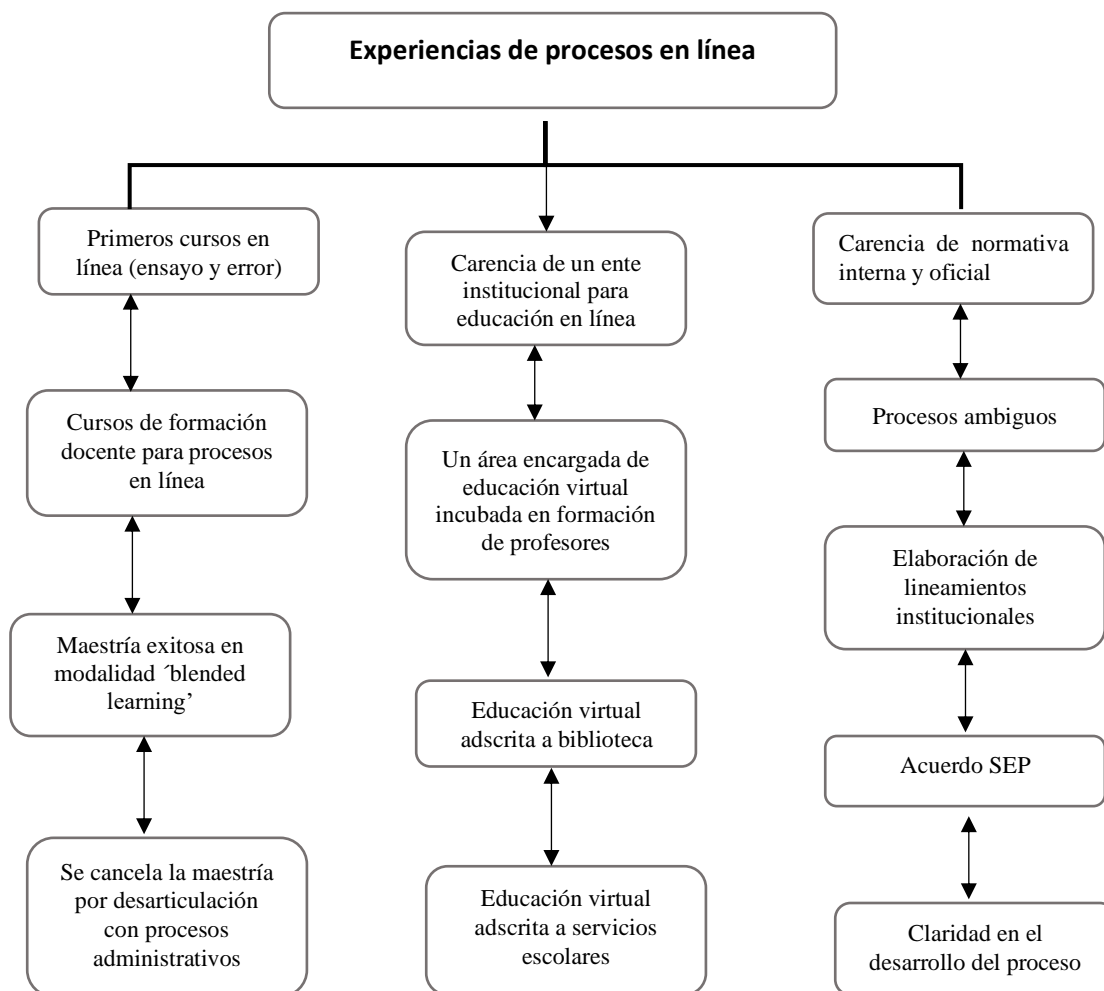 Experiencias de procesos en línea
Primeros cursos en
línea (ensayo y error)
Cursos de formación
docente para procesos
en línea
Maestría exitosa en
modalidad ´blended
learning’
Se cancela la maestría
por desarticulación
con procesos
administrativos
Carencia de un ente
institucional para
educación en línea
Un área encargada de
educación virtual
incubada en formación
de profesores
Educación virtual
adscrita a biblioteca
Educación virtual
adscrita a servicios
escolares
Carencia de normativa
interna y oficial
Procesos ambiguos
Elaboración de
lineamientos
institucionales
Acuerdo SEP
Claridad en el
desarrollo del proceso